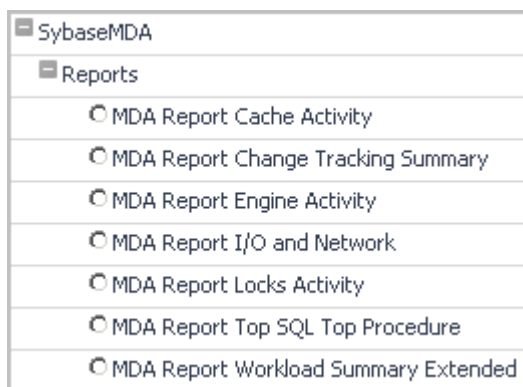 SybaseMDA
Reports
MDA Report Cache Activity
MDA Report Change Tracking Summary
MDA Report Engine Activity
MDA Report I/O and Network
MDA Report Locks Activity
MDA Report Top SQL Top Procedure
MDA Report Workload Summary Extended